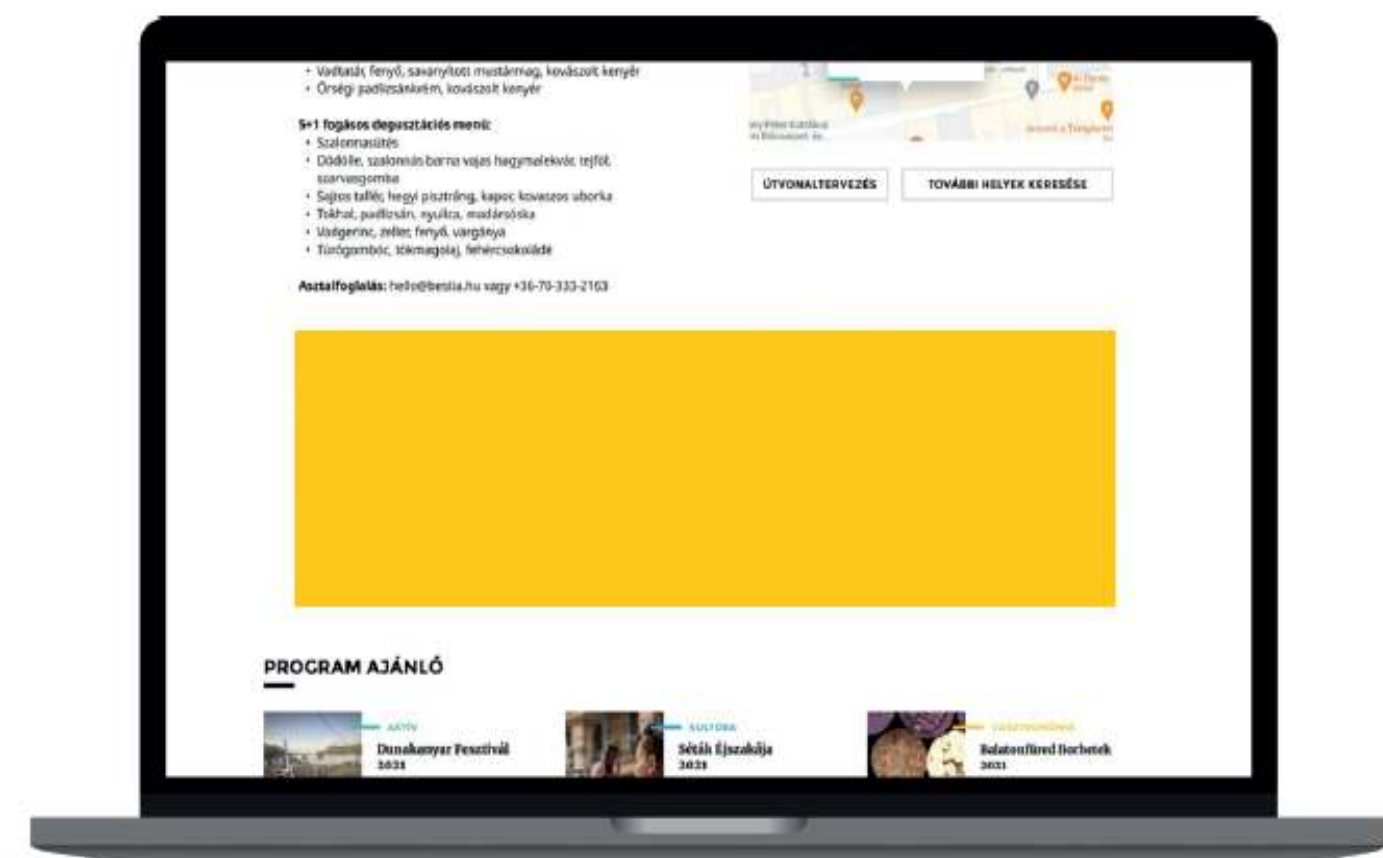 • Vadtatár, fenyő, savanyított mustármag, kovászolt kenyér
• Őrségi padlizsánkrém, kovászolt kenyér
5+1 fogásos degusztációs menü:
• Szalonnasütés
• Dödölle, szalonnás barna vajas hagymalekvár, tejföl,
szarvasgomba
• Sajtos tallér, hegyi pisztráng, kapor, kovaszos uborka
• Tokhal, padlizsán, nyulica, madársóska
• Vadgerinc, zeller, fenyő, vargánya
• Túrógombóc, tökmagolaj, fehércsokoládé
Asztalfoglalás: hello@bestia.hu vagy +36-70-333-2163
ÚTVONALTERVEZÉS
TOVÁBBI HELYEK KERESÉSE
PROGRAM AJÁNLÓ
AKTÍV
Dunakanyar Fesztivál
2021
KULTÚRA
Séták Éjszakája
2021
GASZTRONÓMIA
Balatonfüred Borhetek
2021